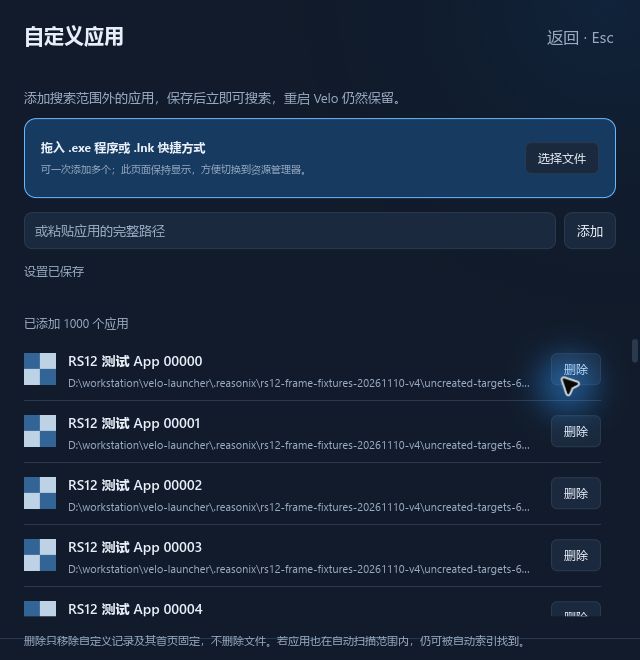 自定义应用
返回 · Esc
添加搜索范围外的应用，保存后立即可搜索，重启 Velo 仍然保留。
拖入 .exe 程序或 .lnk 快捷方式
可一次添加多个；此页面保持显示，方便切换到资源管理器。
选择文件
或粘贴应用的完整路径
添加
设置已保存
已添加 1000 个应用
RS12 测试 App 00000
D:\workstation\velo-launcher\.reasonix\rs12-frame-fixtures-20261110-v4\uncreated-targets-6...
删除
RS12 测试 App 00001
D:\workstation\velo-launcher\.reasonix\rs12-frame-fixtures-20261110-v4\uncreated-targets-6...
删除
RS12 测试 App 00002
D:\workstation\velo-launcher\.reasonix\rs12-frame-fixtures-20261110-v4\uncreated-targets-6...
删除
RS12 测试 App 00003
D:\workstation\velo-launcher\.reasonix\rs12-frame-fixtures-20261110-v4\uncreated-targets-6...
删除
RS12 测试 App 00004
删除
删除只移除自定义记录及其首页固定，不删除文件。若应用也在自动扫描范围内，仍可被自动索引找到。